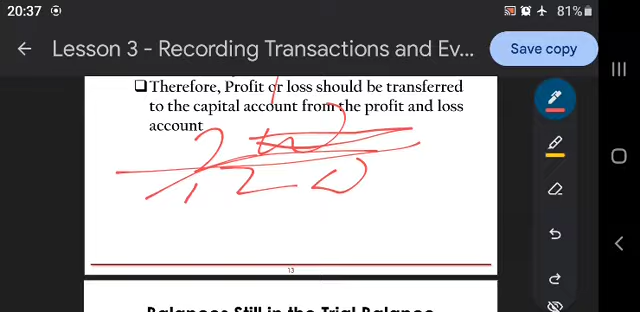 20:37 81%
Lesson 3 - Recording Transactions and Ev... Save copy
Therefore, Profit or loss should be transferred
to the capital account from the profit and loss
account
13
Balances Still in the Trial Balance